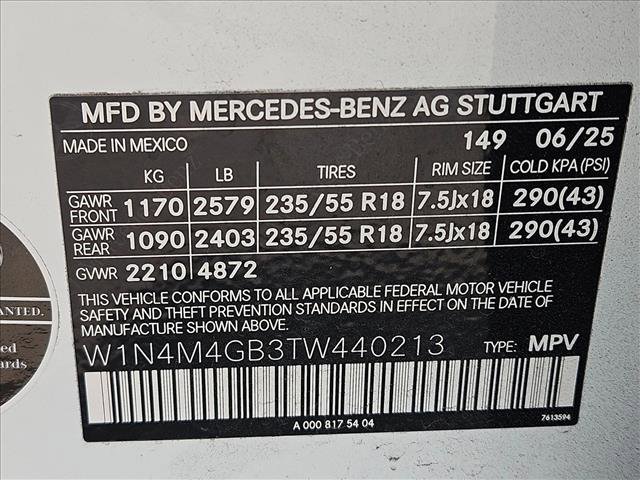 MFD BY MERCEDES-BENZ AG STUTTGART
MADE IN MEXICO 149 06/25
KG LB TIRES RIM SIZE COLD KPA (PSI)
GAWR FRONT 1170 2579 235/55 R18 7.5Jx18 290(43)
GAWR REAR 1090 2403 235/55 R18 7.5Jx18 290(43)
GVWR 2210 4872
THIS VEHICLE CONFORMS TO ALL APPLICABLE FEDERAL MOTOR VEHICLE
SAFETY AND THEFT PREVENTION STANDARDS IN EFFECT ON THE DATE OF
MANUFACTURE SHOWN ABOVE.
W1N4M4GB3TW440213 TYPE: MPV
A 000 817 54 04
7613594